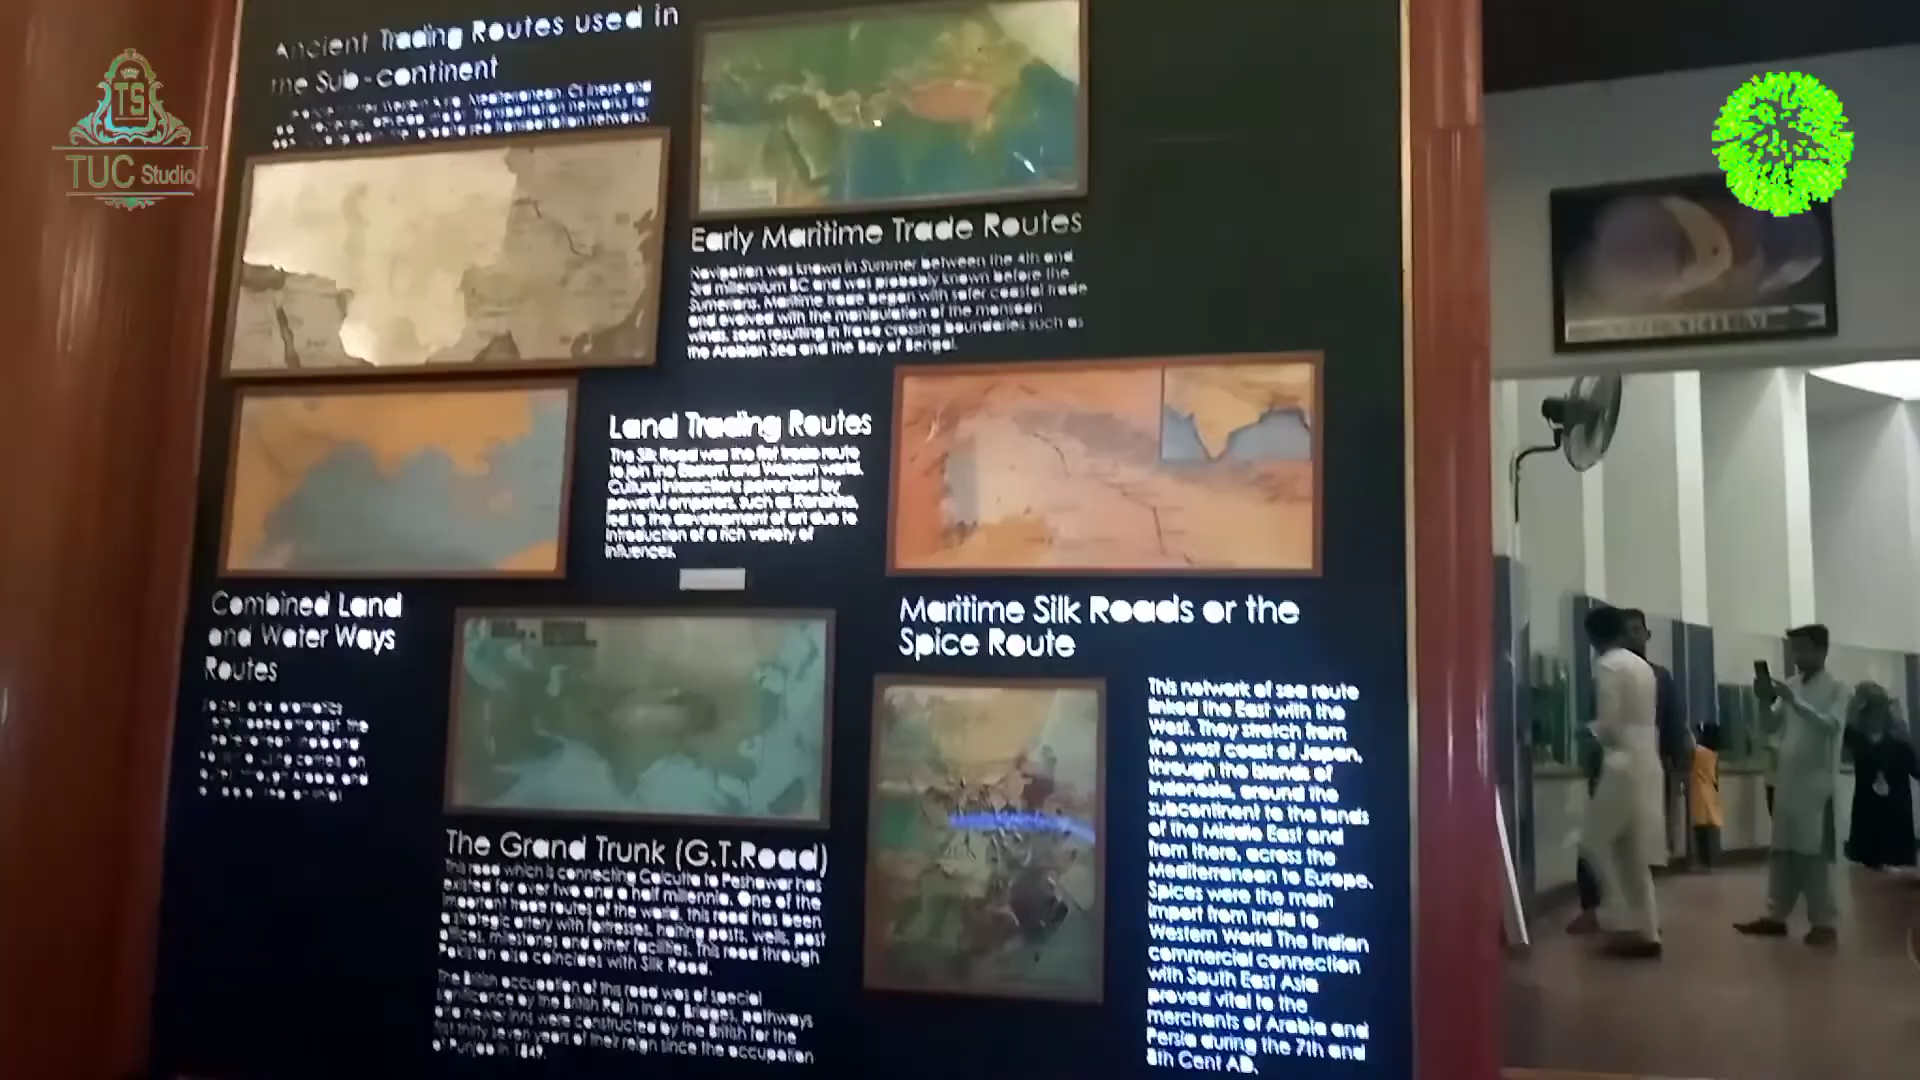 TS
TUC Studio
Ancient Trading Routes used in
the Sub-continent
Mediterranean, Chinese and
Transportation networks for
sea transportation networks.
Early Maritime Trade Routes
Navigation was known in Summer between the 4th and
3rd millennium BC and was probably known before the
Sumerians. Maritime trade began with safer coastal trade
and evolved with the manipulation of the monsoon
winds, soon resulting in trade crossing boundaries such as
the Arabian Sea and the Bay of Bengal.
Land Trading Routes
The Silk Road was the first trade route
to join the Eastern and Western world.
Cultural interactions patronized by
powerful emperors, such as Kanishka,
led to the development of art due to
introduction of a rich variety of
influences.
Combined Land
and Water Ways
Routes
Maritime Silk Roads or the
Spice Route
This network of sea route
linked the East with the
West. They stretch from
the west coast of Japan,
through the islands of
Indonesia, around the
subcontinent to the lands
of the Middle East and
from there, across the
Mediterranean to Europe.
Spices were the main
import from India to
Western World The Indian
commercial connection
with South East Asia
proved vital to the
merchants of Arabia and
Persia during the 7th and
8th Cent AD.
The Grand Trunk (G.T.Road)
This road which is connecting Calcutta to Peshawar has
existed for over two and a half millennia. One of the
important trade routes of the world, this road has been
a strategic artery with fortresses, halting posts, wells, post
offices, milestones and other facilities. This road through
Pakistan also coincides with Silk Road.
The British occupation of this road was of special
significance by the British Raj in India. Bridges, pathways
and newer inns were constructed by the British for the
first thirty seven years of their reign since the occupation
of Punjab in 1849.